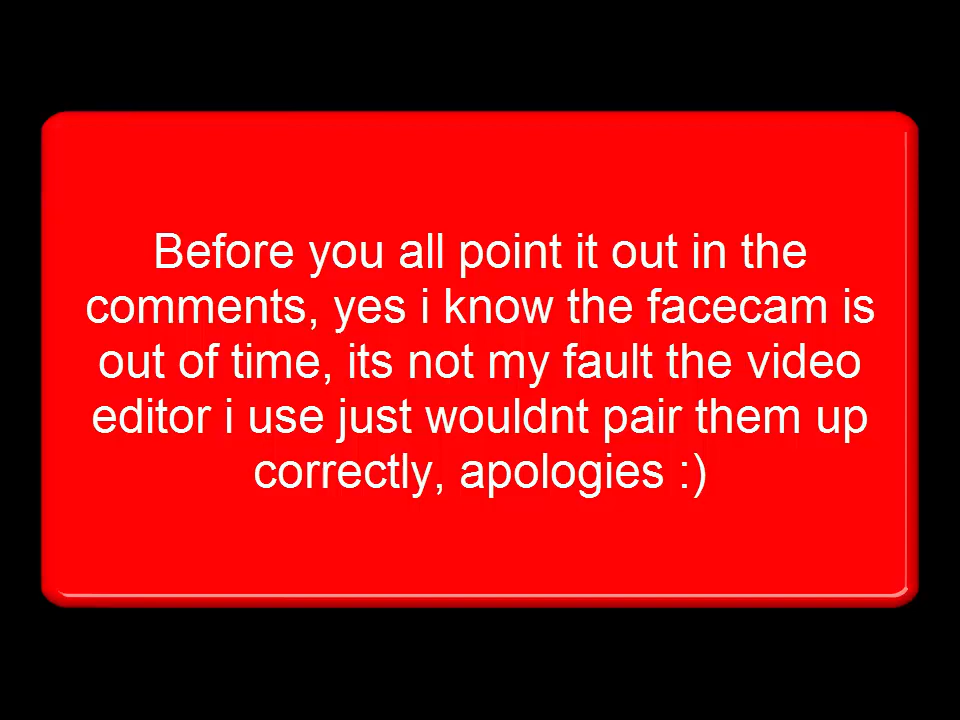 Before you all point it out in the
comments, yes i know the facecam is
out of time, its not my fault the video
editor i use just wouldnt pair them up
correctly, apologies :)